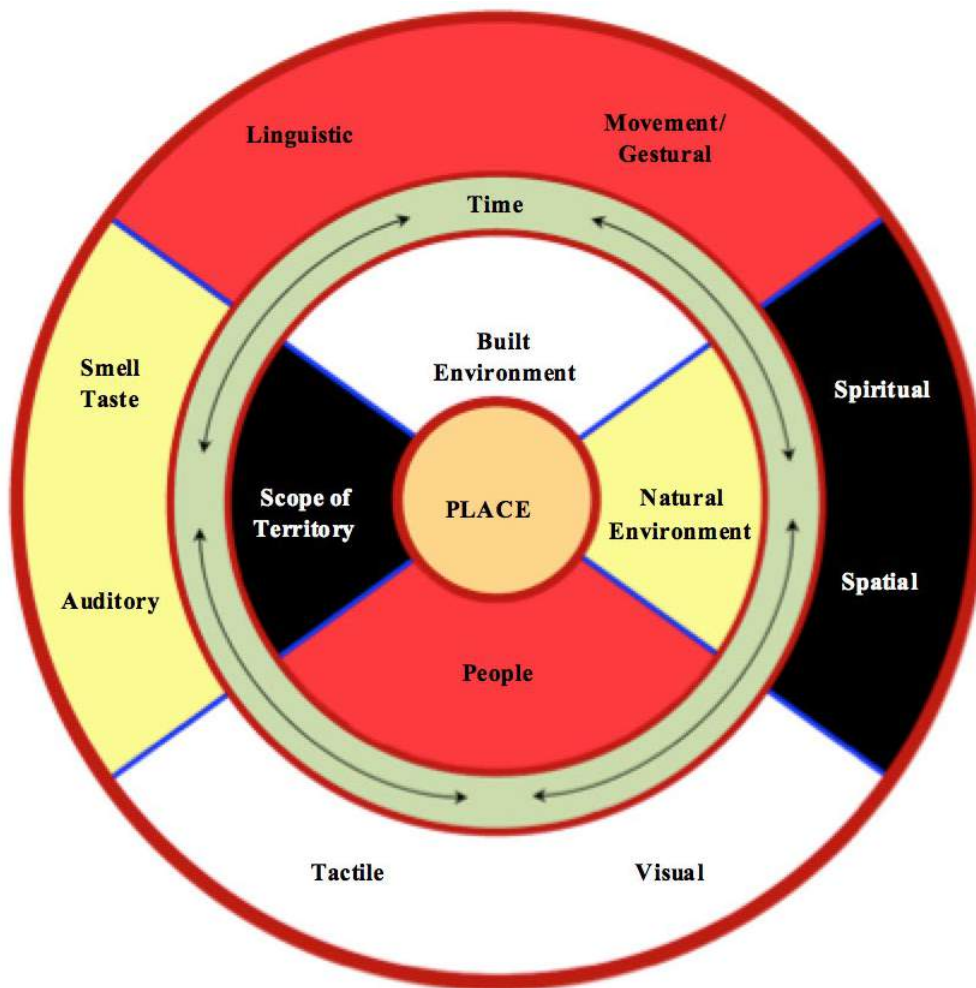 Linguistic
Movement/
Gestural
Time
Built
Environment
Smell
Taste
Spiritual
Scope of
Territory
PLACE
Natural
Environment
Auditory
Spatial
People
Tactile
Visual